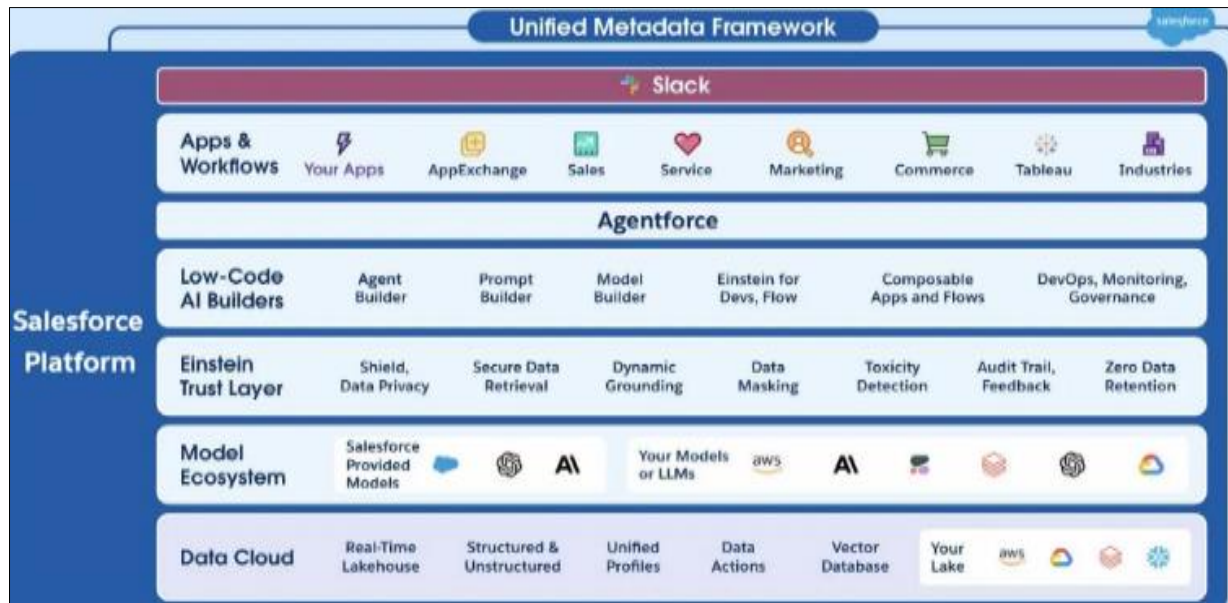 Unified Metadata Framework
salesforce
Slack
Apps &
Workflows
Your Apps
AppExchange
Sales
Service
Marketing
Commerce
Tableau
Industries
Agentforce
Low-Code
AI Builders
Agent
Builder
Prompt
Builder
Model
Builder
Einstein for
Devs, Flow
Composable
Apps and Flows
DevOps, Monitoring,
Governance
Salesforce
Platform
Einstein
Trust Layer
Shield,
Data Privacy
Secure Data
Retrieval
Dynamic
Grounding
Data
Masking
Toxicity
Detection
Audit Trail,
Feedback
Zero Data
Retention
Model
Ecosystem
Salesforce
Provided
Models
AI
Your Models
or LLMs
aws
AI
Data Cloud
Real-Time
Lakehouse
Structured &
Unstructured
Unified
Profiles
Data
Actions
Vector
Database
Your
Lake
aws